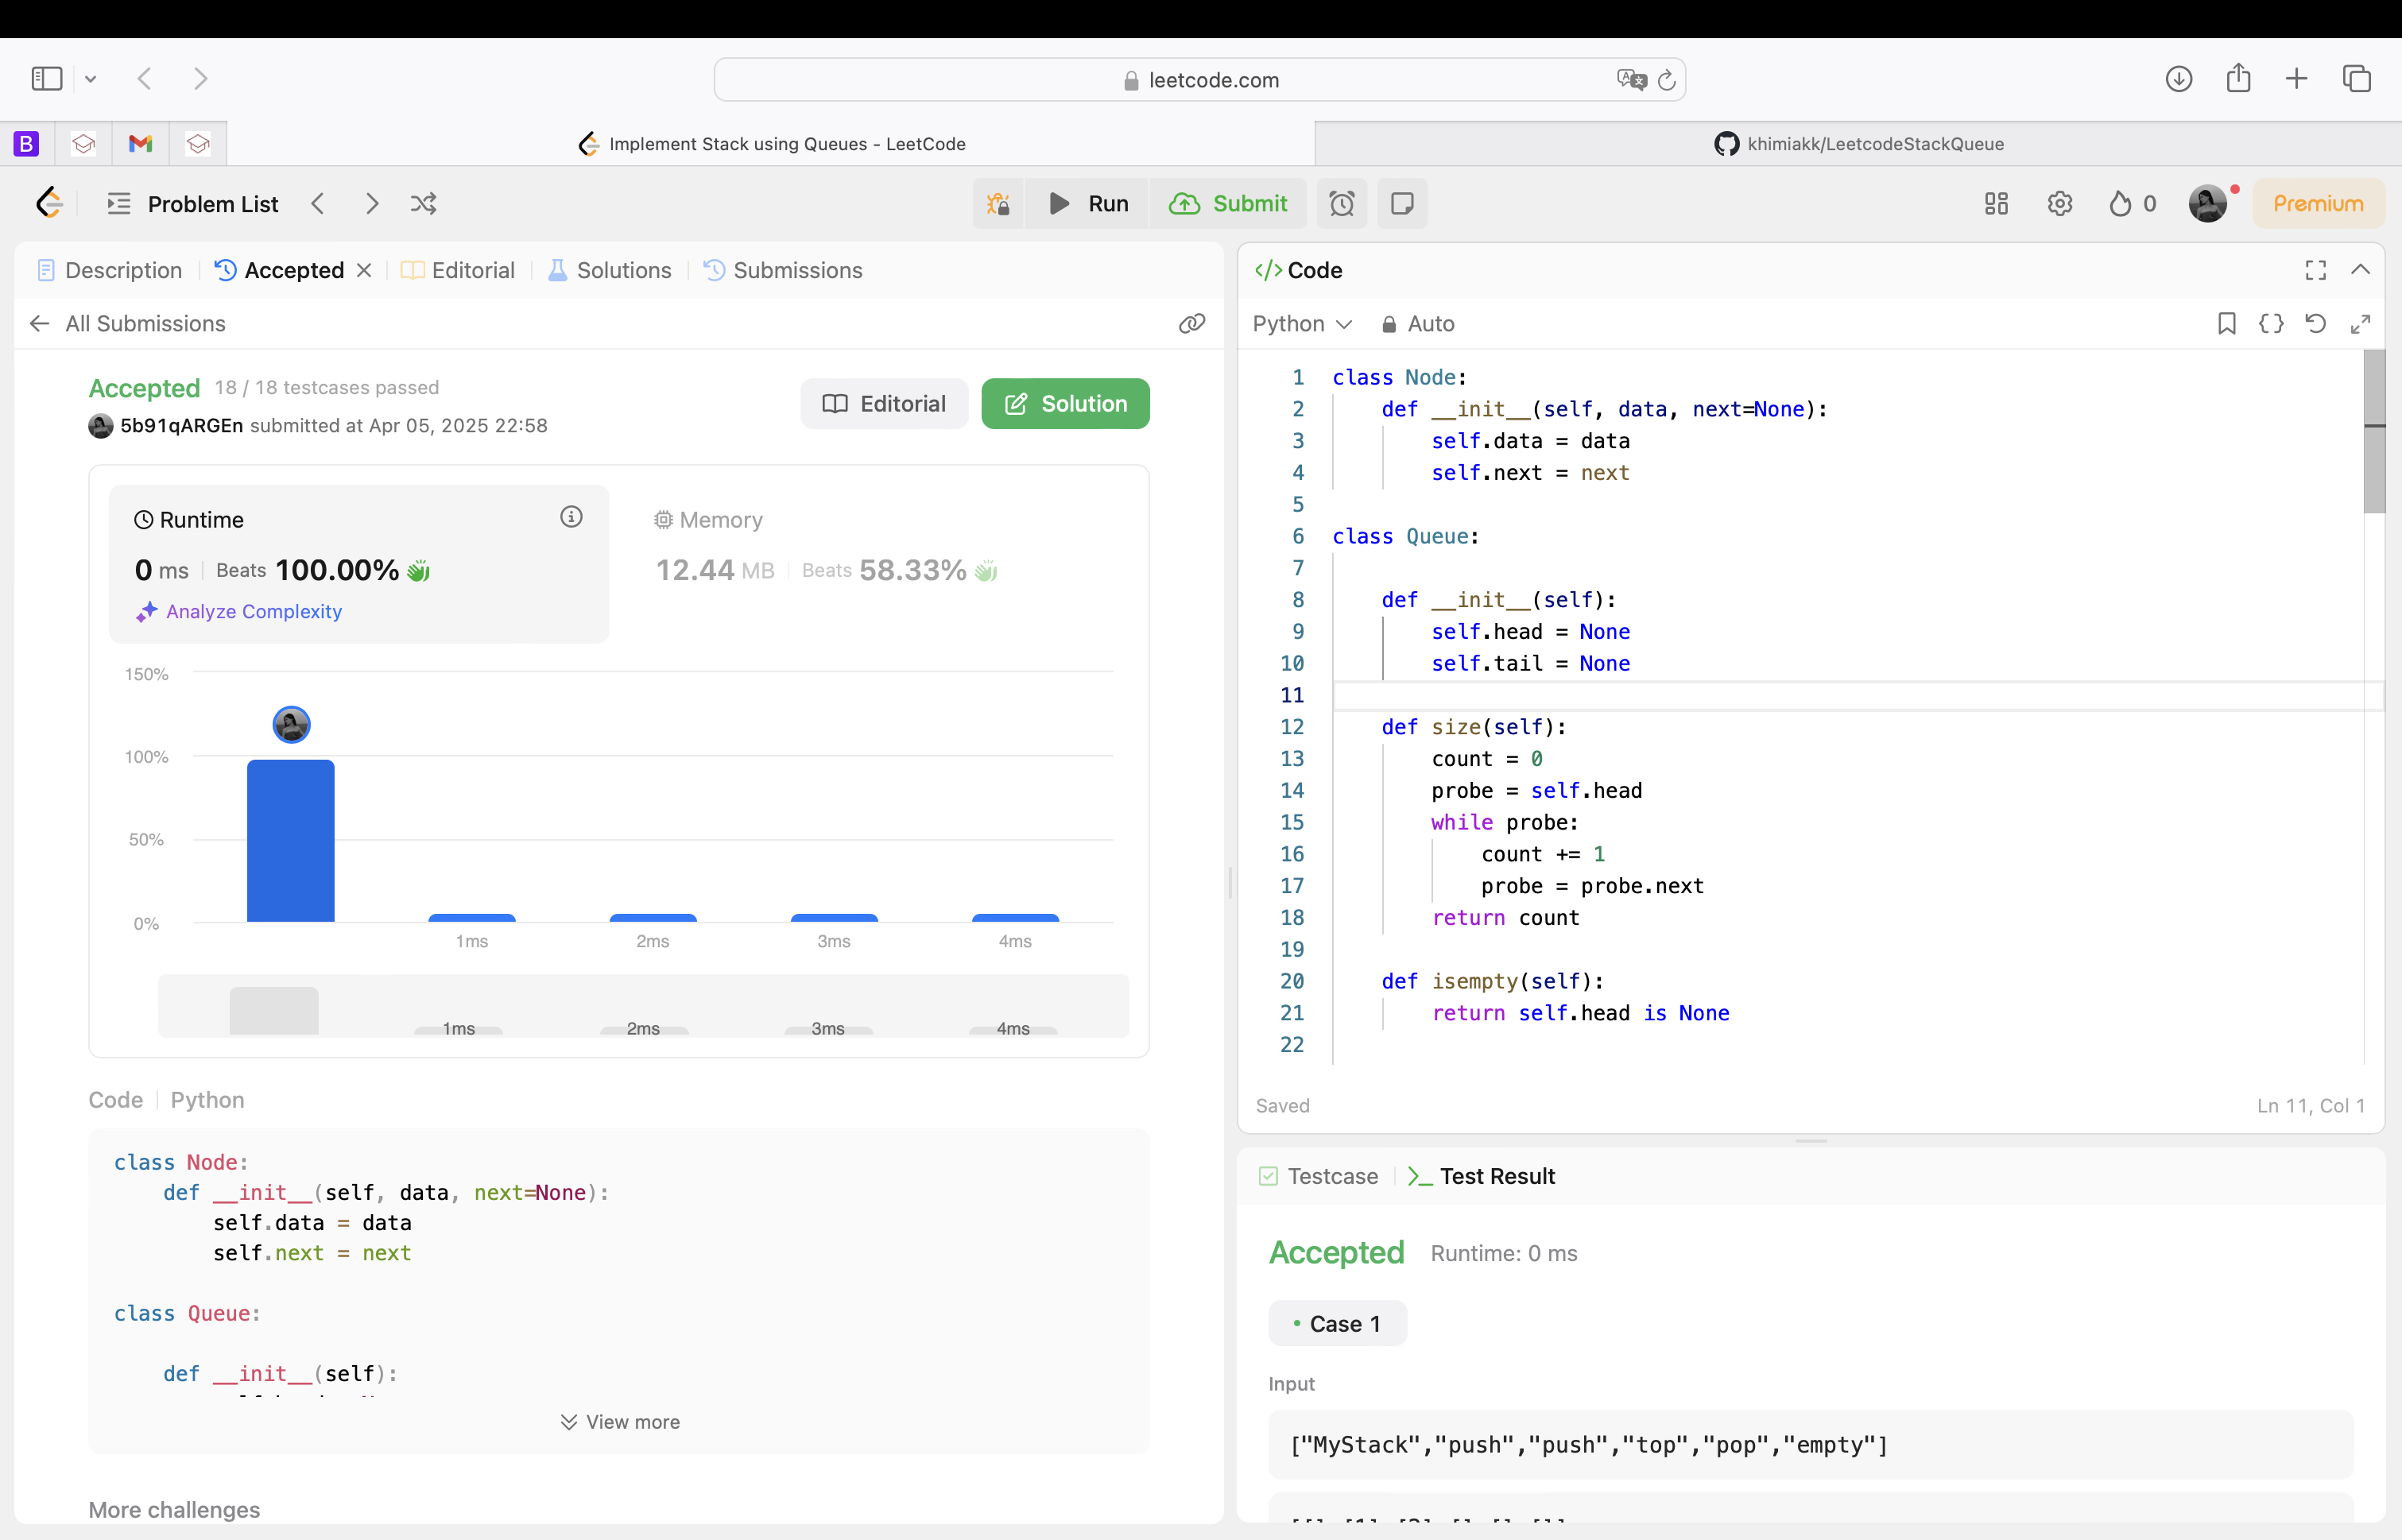 leetcode.com
B
Implement Stack using Queues - LeetCode
khimiakk/LeetcodeStackQueue
Problem List
Run
Submit
0
Premium
Description
Accepted
Editorial
Solutions
Submissions
All Submissions
Accepted 18 / 18 testcases passed
5b91qARGEn submitted at Apr 05, 2025 22:58
Editorial
Solution
Runtime
0 ms Beats 100.00%
Analyze Complexity
Memory
12.44 MB Beats 58.33%
150%
100%
50%
0%
1ms 2ms 3ms 4ms
1ms 2ms 3ms 4ms
Code Python
class Node:
    def __init__(self, data, next=None):
        self.data = data
        self.next = next
class Queue:
    def __init__(self):
View more
More challenges
</> Code
Python Auto
1 class Node:
2     def __init__(self, data, next=None):
3         self.data = data
4         self.next = next
5
6 class Queue:
7
8     def __init__(self):
9         self.head = None
10         self.tail = None
11
12     def size(self):
13         count = 0
14         probe = self.head
15         while probe:
16             count += 1
17             probe = probe.next
18         return count
19
20     def isempty(self):
21         return self.head is None
22
Saved
Ln 11, Col 1
Testcase
Test Result
Accepted Runtime: 0 ms
Case 1
Input
["MyStack","push","push","top","pop","empty"]